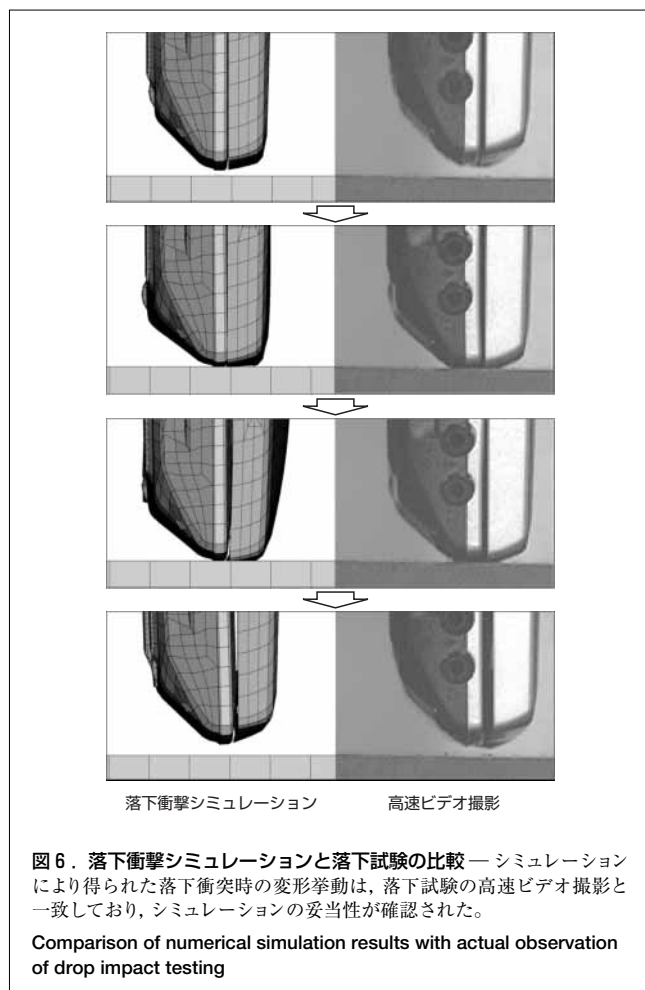 落下衝撃シミュレーション
高速ビデオ撮影
図6．落下衝撃シミュレーションと落下試験の比較 — シミュレーション
により得られた落下衝突時の変形挙動は，落下試験の高速ビデオ撮影と
一致しており，シミュレーションの妥当性が確認された。
Comparison of numerical simulation results with actual observation
of drop impact testing